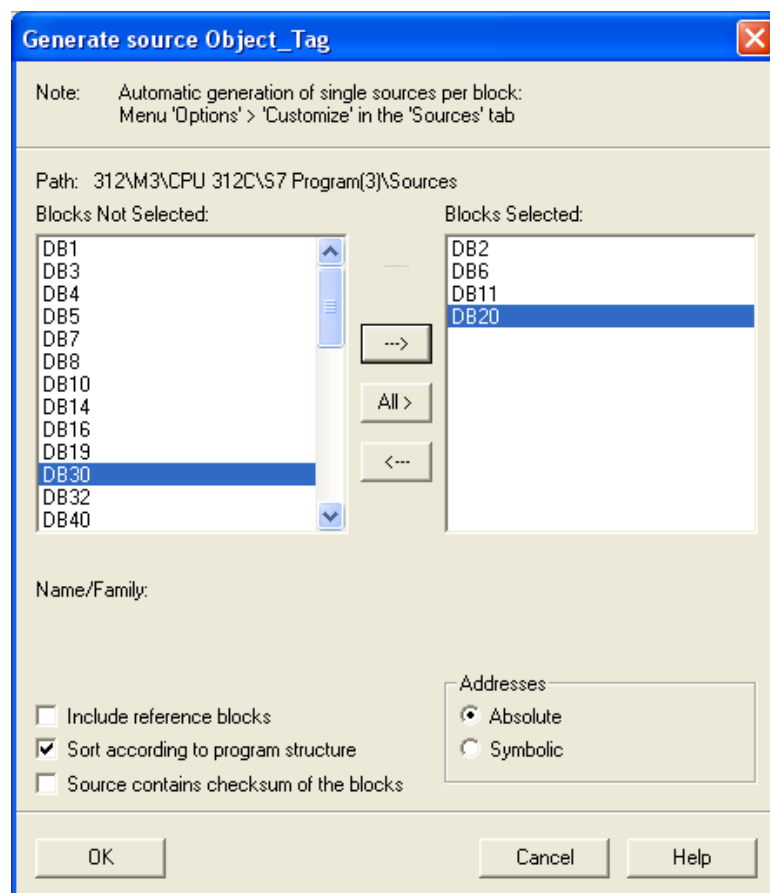 Generate source Object_Tag
Note: Automatic generation of single sources per block:
Menu 'Options' > 'Customize' in the 'Sources' tab
Path: 312\M3\CPU 312C\S7 Program(3)\Sources
Blocks Not Selected:
DB1
DB3
DB4
DB5
DB7
DB8
DB10
DB14
DB16
DB19
DB30
DB32
DB40
--->
All >
<---
Blocks Selected:
DB2
DB6
DB11
DB20
Name/Family:
Include reference blocks
Sort according to program structure
Source contains checksum of the blocks
Addresses
Absolute
Symbolic
OK
Cancel
Help